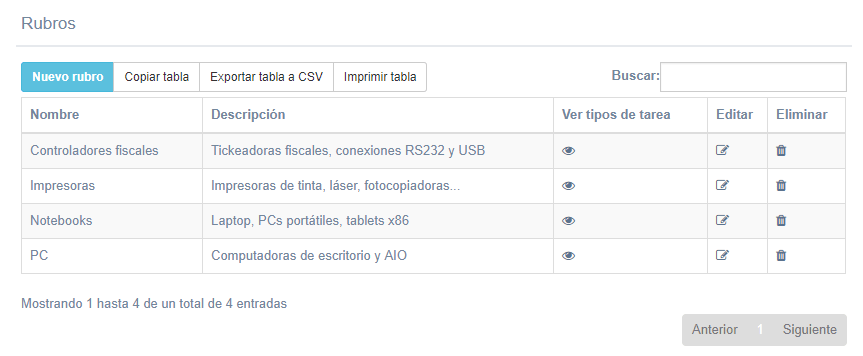 Rubros
Nuevo rubro Copiar tabla Exportar tabla a CSV Imprimir tabla Buscar:
Nombre Descripción Ver tipos de tarea Editar Eliminar
Controladores fiscales Tickeadoras fiscales, conexiones RS232 y USB
Impresoras Impresoras de tinta, láser, fotocopiadoras...
Notebooks Laptop, PCs portátiles, tablets x86
PC Computadoras de escritorio y AIO
Mostrando 1 hasta 4 de un total de 4 entradas
Anterior 1 Siguiente